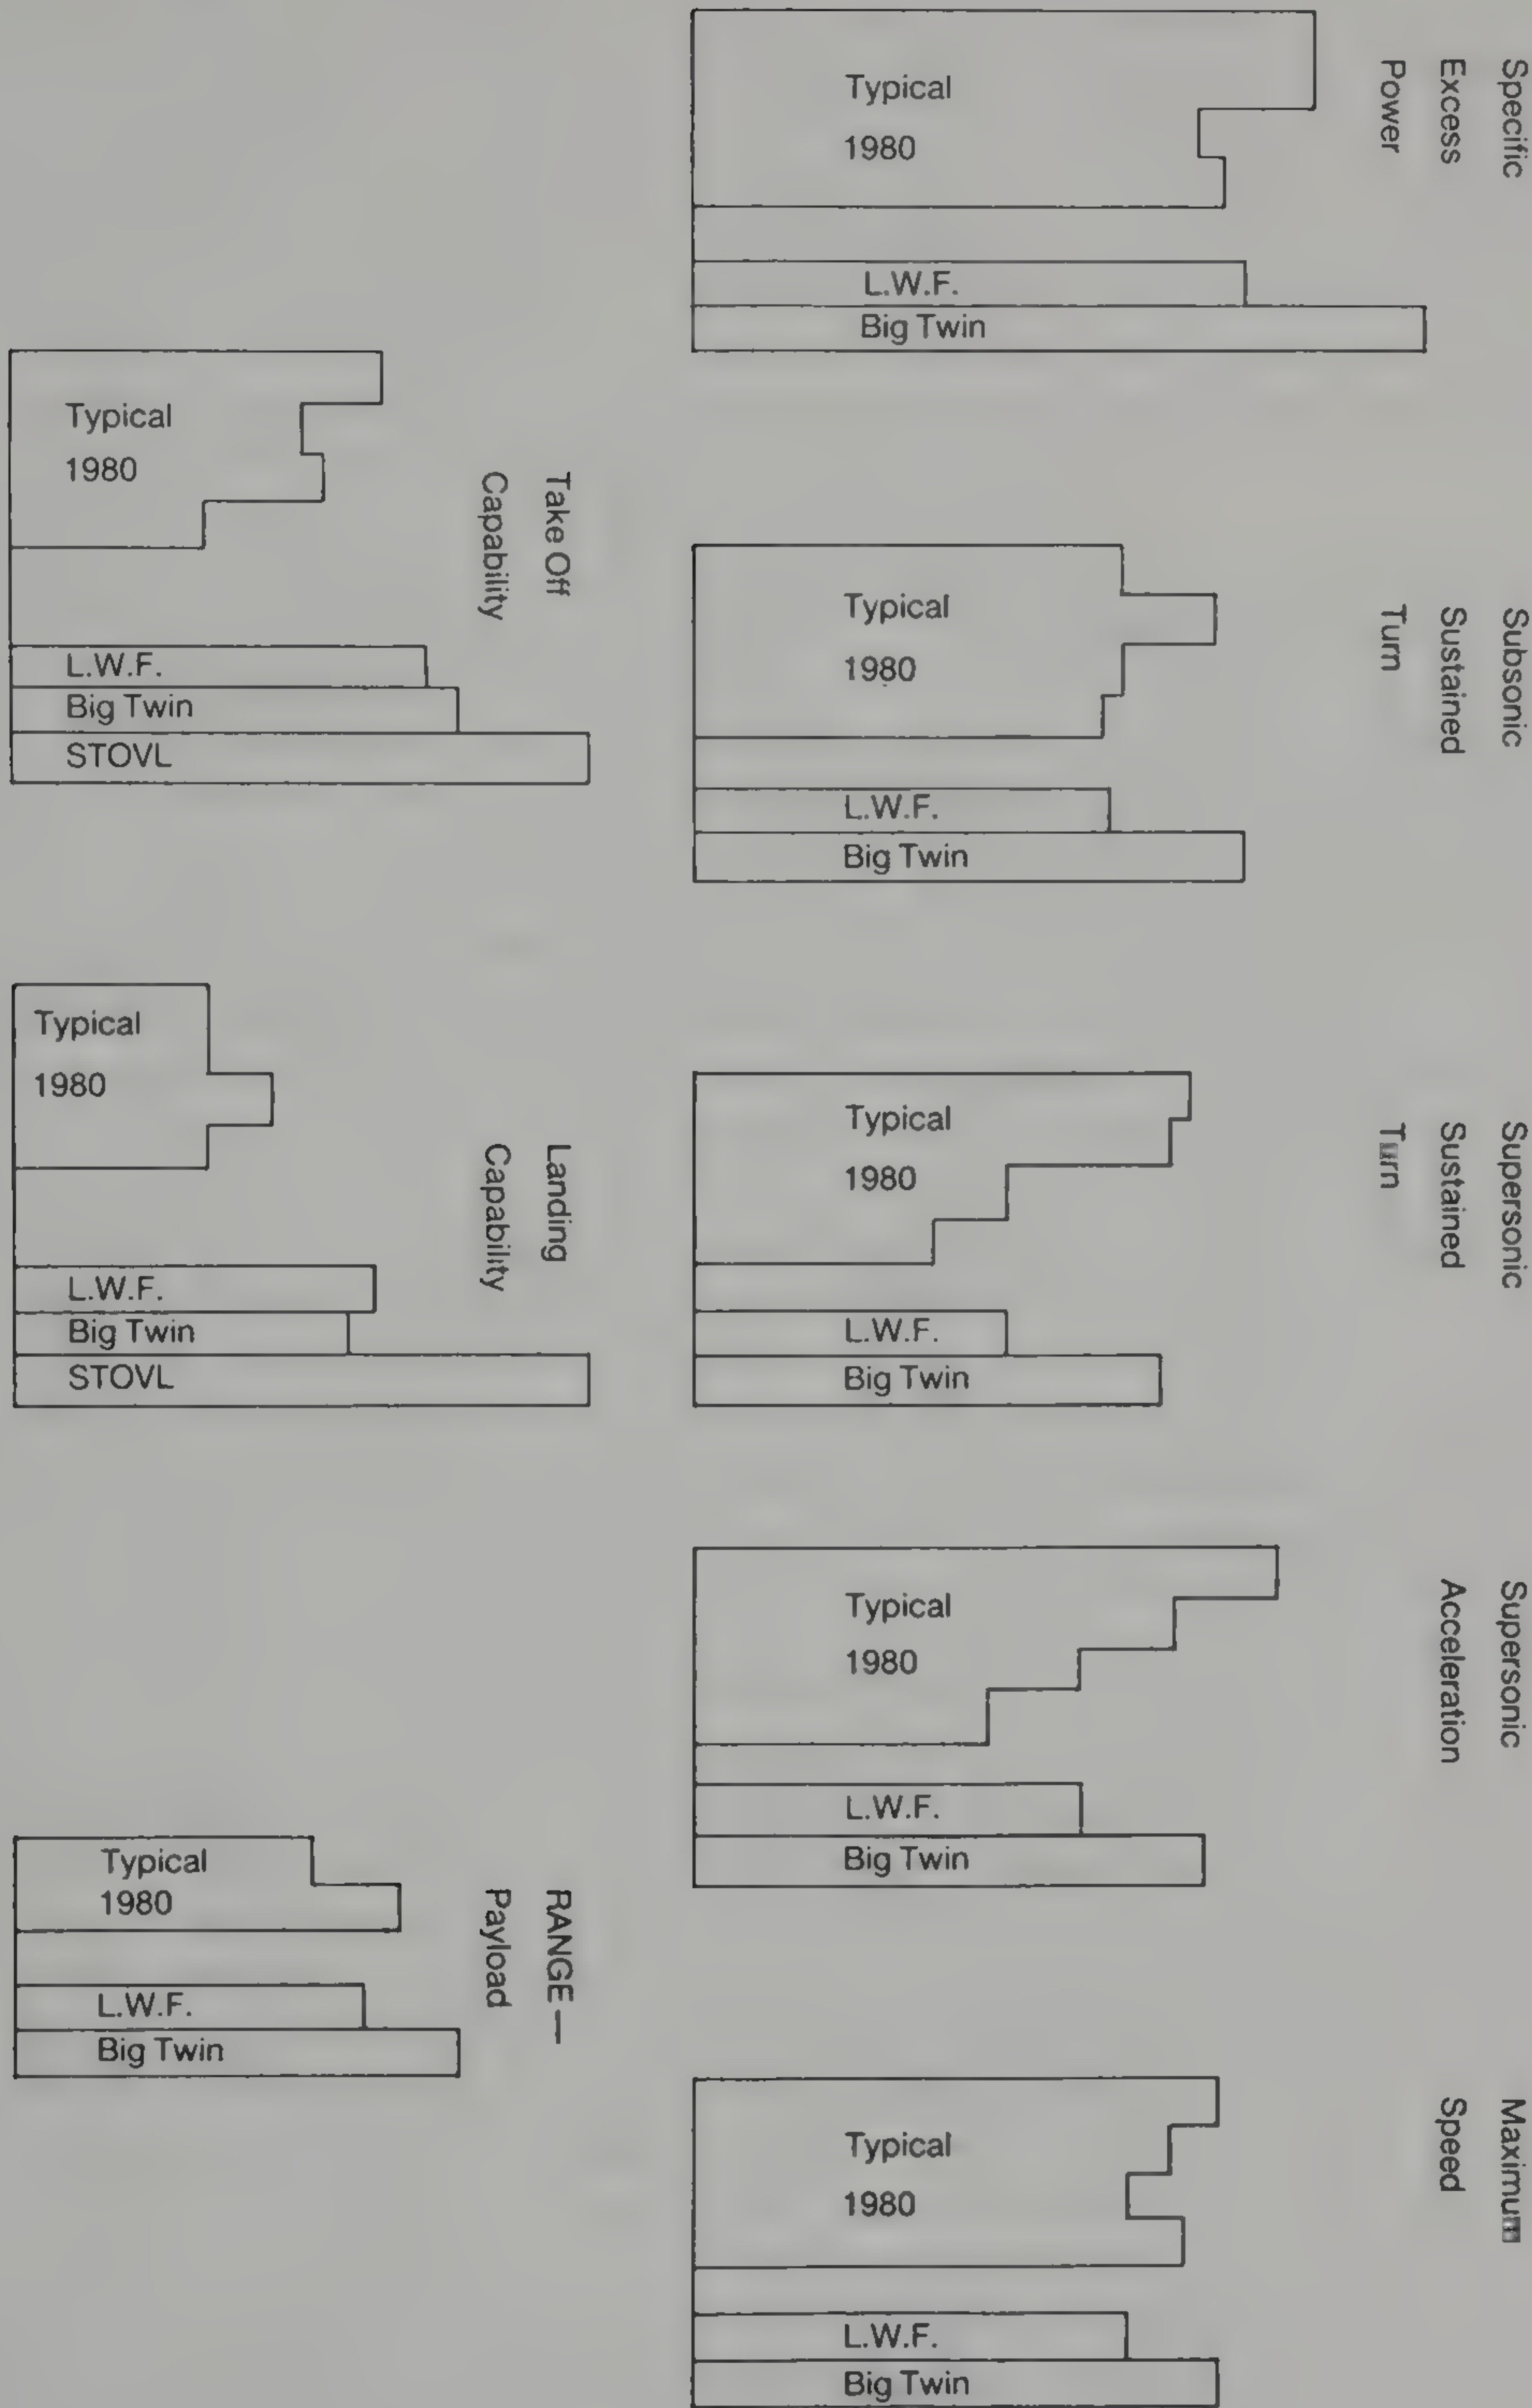 Specific
Excess
Power
Typical
1980
L.W.F.
Big Twin
Subsonic
Sustained
Turn
Typical
1980
L.W.F.
Big Twin
Supersonic
Sustained
Turn
Typical
1980
L.W.F.
Big Twin
Supersonic
Acceleration
Typical
1980
L.W.F.
Big Twin
Maximum
Speed
Typical
1980
L.W.F.
Big Twin
Take Off
Capability
Typical
1980
L.W.F.
Big Twin
STOVL
Landing
Capability
Typical
1980
L.W.F.
Big Twin
STOVL
RANGE —
Payload
Typical
1980
L.W.F.
Big Twin